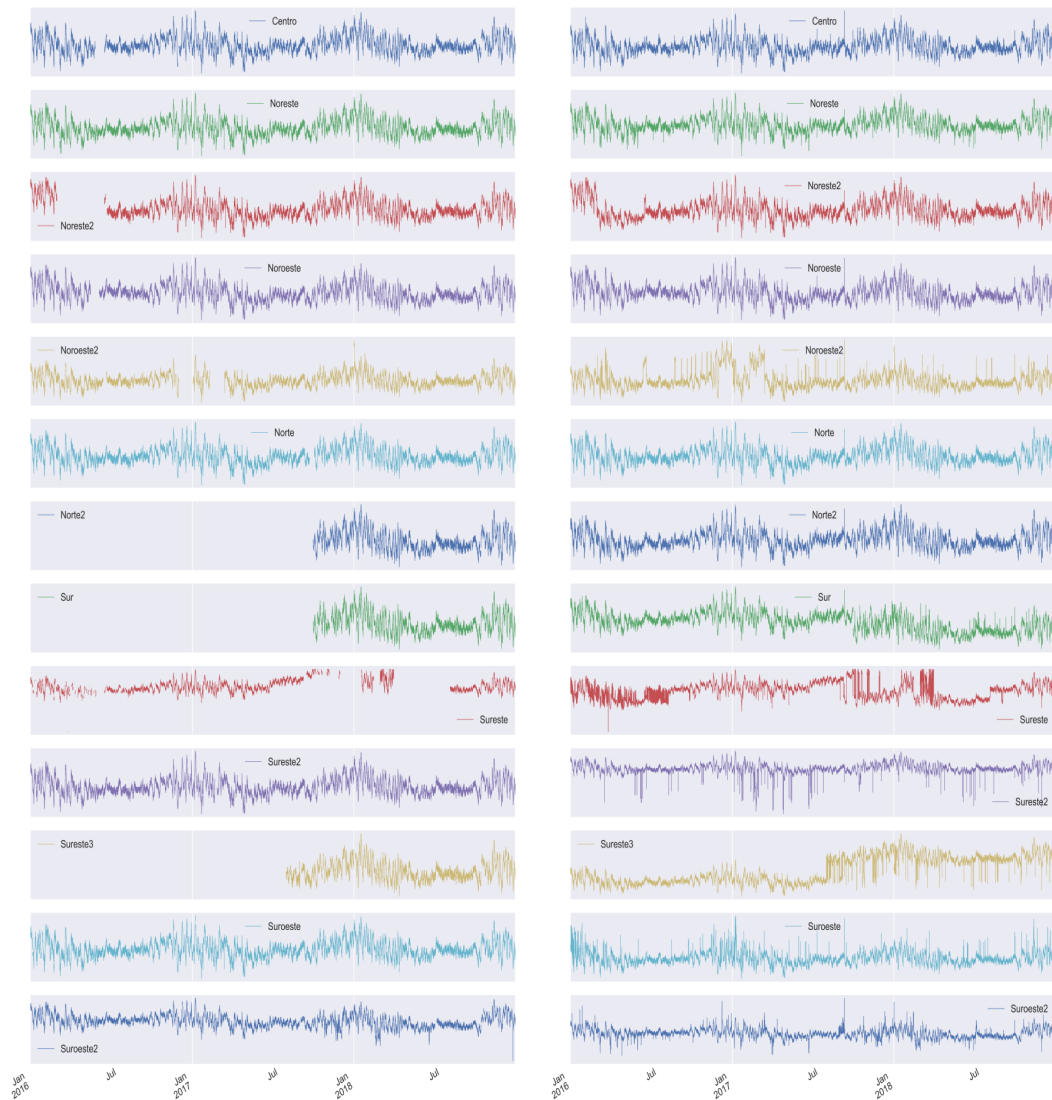 Centro
Centro
Noreste
Noreste
Noreste2
Noreste2
Noroeste
Noroeste
Noroeste2
Noroeste2
Norte
Norte
Norte2
Norte2
Sur
Sur
Sureste
Sureste
Sureste2
Sureste2
Sureste3
Sureste3
Suroeste
Suroeste
Suroeste2
Suroeste2
Jan 2016
Jul
Jan 2017
Jul
Jan 2018
Jul
Jan 2016
Jul
Jan 2017
Jul
Jan 2018
Jul